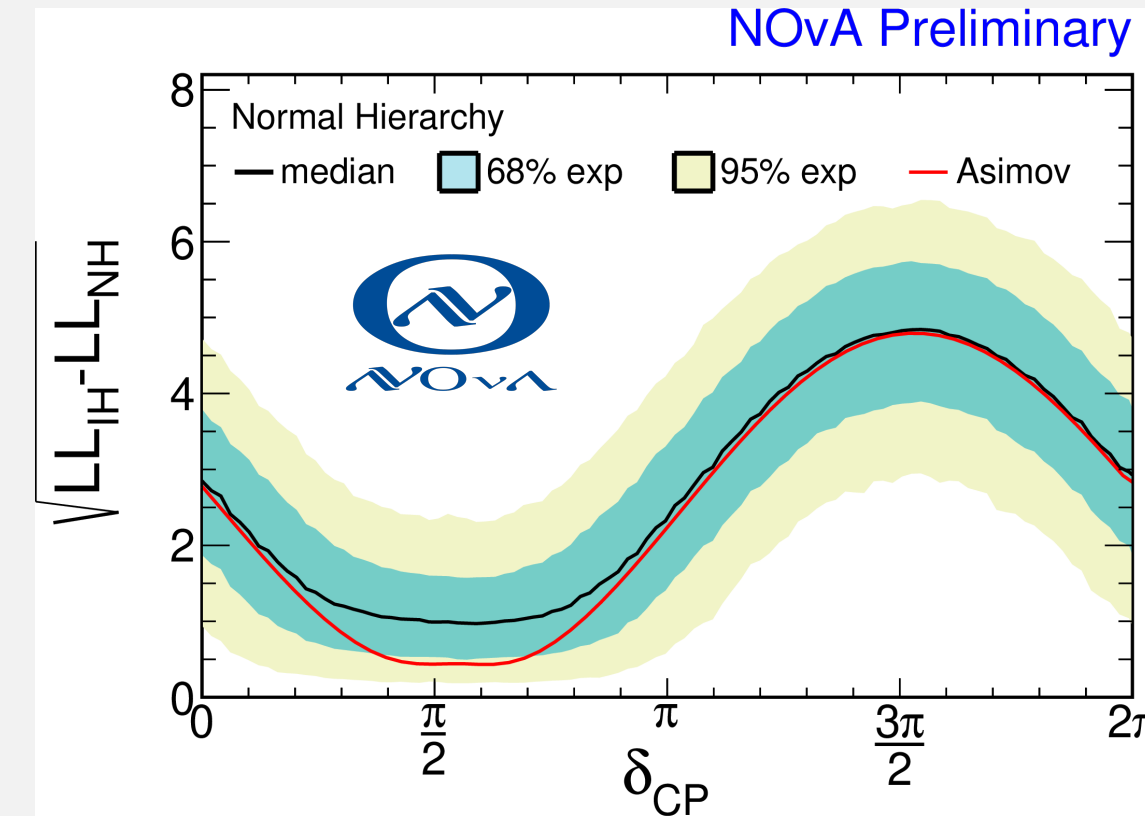 NOvA Preliminary
8
Normal Hierarchy
median 68% exp 95% exp Asimov
6
√LL_IH-LL_NH
NOνA
4
2
0
0 π/2 π 3π/2 2π
δ_CP